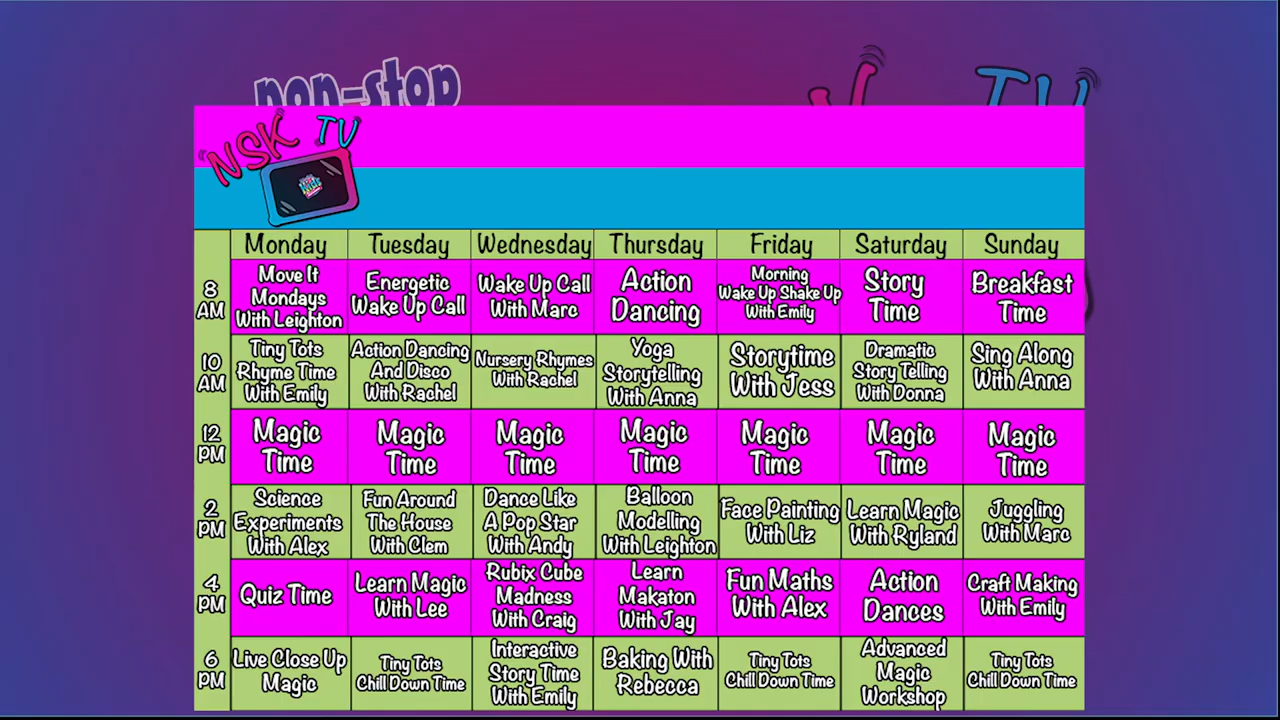 non-stop
NSK TV
Monday Tuesday Wednesday Thursday Friday Saturday Sunday
8
AM
Move It
Mondays
With Leighton
Energetic
Wake Up Call
Wake Up Call
With Marc
Action
Dancing
Morning
Wake Up Shake Up
With Emily
Story
Time
Breakfast
Time
10
AM
Tiny Tots
Rhyme Time
With Emily
Action Dancing
And Disco
With Rachel
Nursery Rhymes
With Rachel
Yoga
Storytelling
With Anna
Storytime
With Jess
Dramatic
Story Telling
With Donna
Sing Along
With Anna
12
PM
Magic
Time
Magic
Time
Magic
Time
Magic
Time
Magic
Time
Magic
Time
Magic
Time
2
PM
Science
Experiments
With Alex
Fun Around
The House
With Clem
Dance Like
A Pop Star
With Andy
Balloon
Modelling
With Leighton
Face Painting
With Liz
Learn Magic
With Ryland
Juggling
With Marc
4
PM
Quiz Time
Learn Magic
With Lee
Rubix Cube
Madness
With Craig
Learn
Makaton
With Jay
Fun Maths
With Alex
Action
Dances
Craft Making
With Emily
6
PM
Live Close Up
Magic
Tiny Tots
Chill Down Time
Interactive
Story Time
With Emily
Baking With
Rebecca
Tiny Tots
Chill Down Time
Advanced
Magic
Workshop
Tiny Tots
Chill Down Time